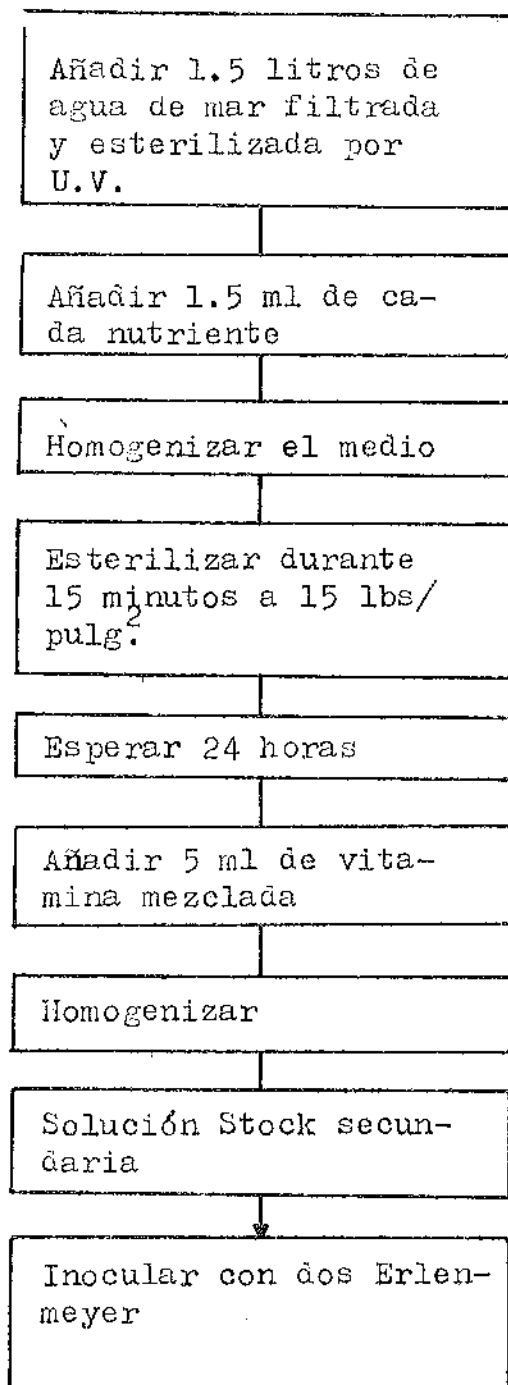 Añadir 1.5 litros de
agua de mar filtrada
y esterilizada por
U.V.
Añadir 1.5 ml de ca-
da nutriente
Homogenizar el medio
Esterilizar durante
15 minutos a 15 lbs/
pulg.²
Esperar 24 horas
Añadir 5 ml de vita-
mina mezclada
Homogenizar
Solución Stock secun-
daria
Inocular con dos Erlen-
meyer